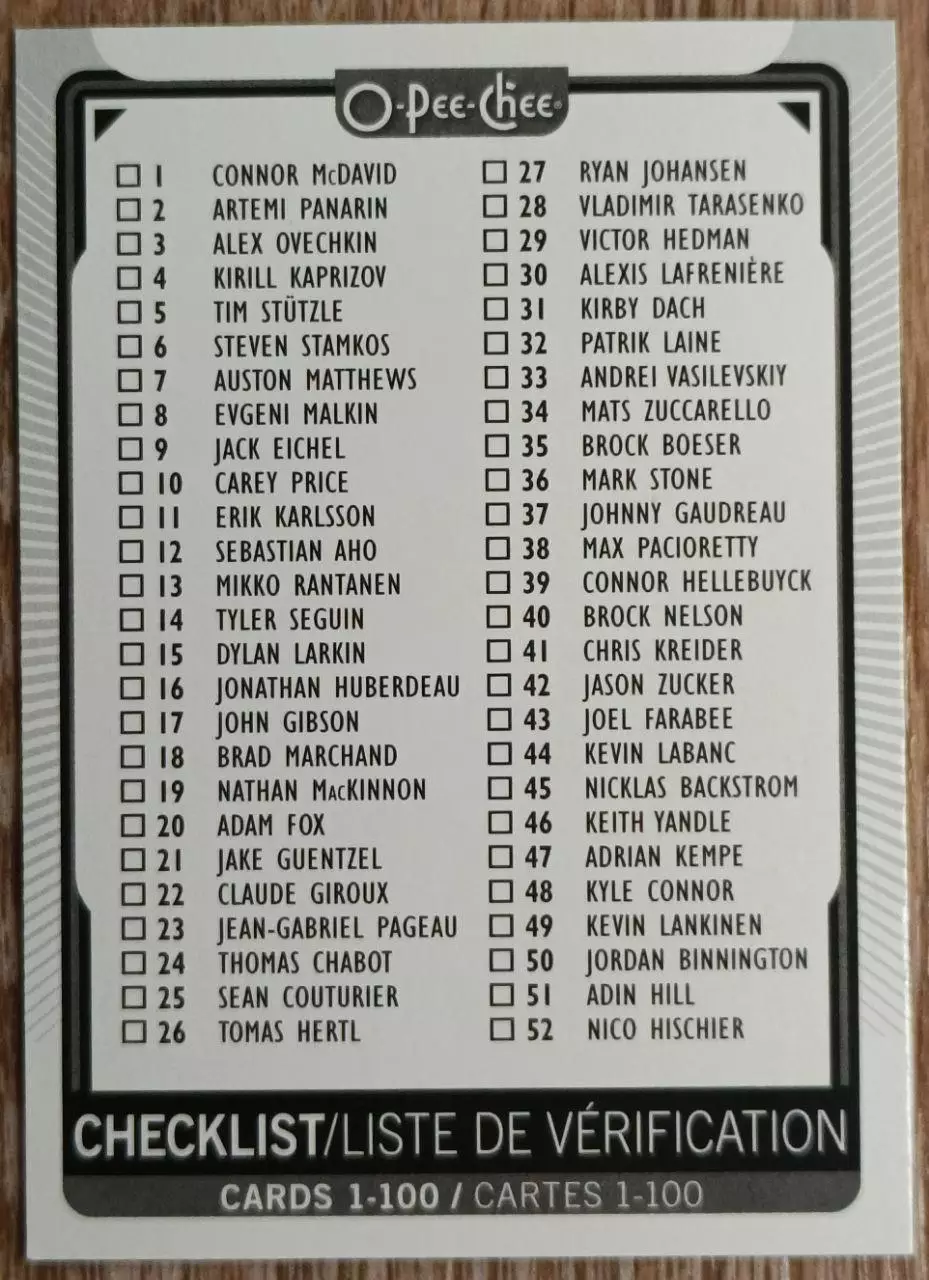 O-Pee-Chee
1 CONNOR McDAVID
2 ARTEMI PANARIN
3 ALEX OVECHKIN
4 KIRILL KAPRIZOV
5 TIM STÜTZLE
6 STEVEN STAMKOS
7 AUSTON MATTHEWS
8 EVGENI MALKIN
9 JACK EICHEL
10 CAREY PRICE
11 ERIK KARLSSON
12 SEBASTIAN AHO
13 MIKKO RANTANEN
14 TYLER SEGUIN
15 DYLAN LARKIN
16 JONATHAN HUBERDEAU
17 JOHN GIBSON
18 BRAD MARCHAND
19 NATHAN MacKINNON
20 ADAM FOX
21 JAKE GUENTZEL
22 CLAUDE GIROUX
23 JEAN-GABRIEL PAGEAU
24 THOMAS CHABOT
25 SEAN COUTURIER
26 TOMAS HERTL
27 RYAN JOHANSEN
28 VLADIMIR TARASENKO
29 VICTOR HEDMAN
30 ALEXIS LAFRENIÈRE
31 KIRBY DACH
32 PATRIK LAINE
33 ANDREI VASILEVSKIY
34 MATS ZUCCARELLO
35 BROCK BOESER
36 MARK STONE
37 JOHNNY GAUDREAU
38 MAX PACIORETTY
39 CONNOR HELLEBUYCK
40 BROCK NELSON
41 CHRIS KREIDER
42 JASON ZUCKER
43 JOEL FARABEE
44 KEVIN LABANC
45 NICKLAS BACKSTROM
46 KEITH YANDLE
47 ADRIAN KEMPE
48 KYLE CONNOR
49 KEVIN LANKINEN
50 JORDAN BINNINGTON
51 ADIN HILL
52 NICO HISCHIER
CHECKLIST/LISTE DE VÉRIFICATION
CARDS 1-100 / CARTES 1-100